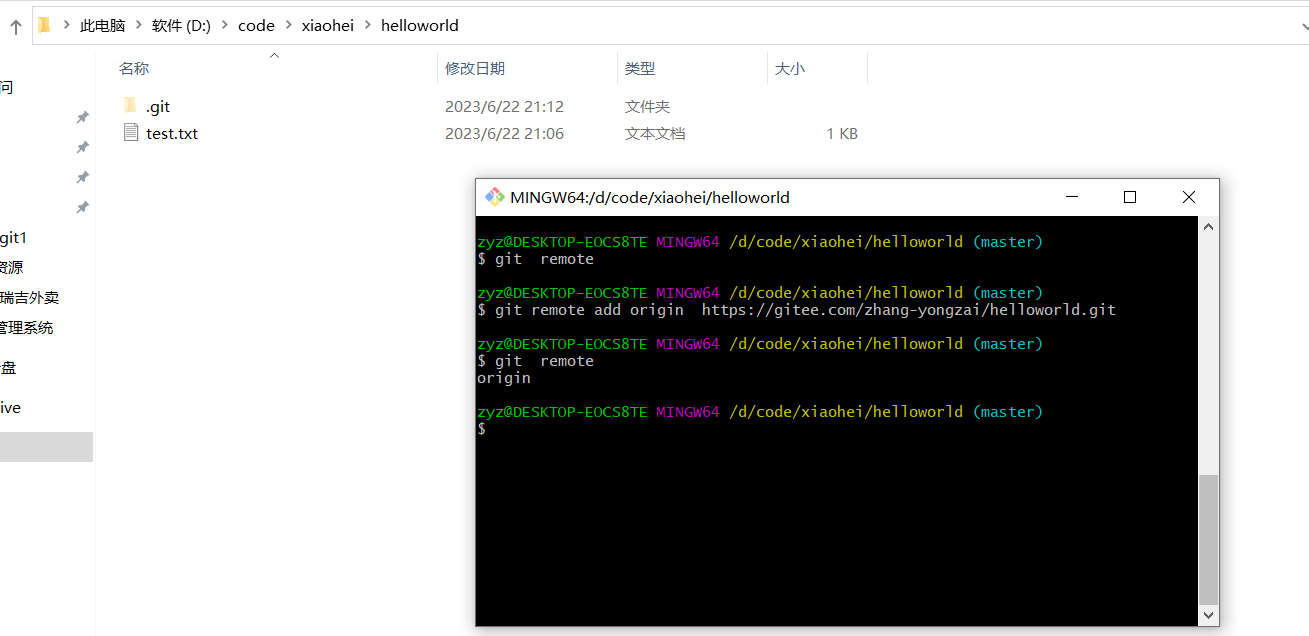 此电脑 > 软件 (D:) > code > xiaohei > helloworld
名称 修改日期 类型 大小
问
.git 2023/6/22 21:12 文件夹
test.txt 2023/6/22 21:06 文本文档 1 KB
git1
资源
瑞吉外卖
管理系统
盘
ive
MINGW64:/d/code/xiaohei/helloworld
zyz@DESKTOP-EOCS8TE MINGW64 /d/code/xiaohei/helloworld (master)
$ git  remote
zyz@DESKTOP-EOCS8TE MINGW64 /d/code/xiaohei/helloworld (master)
$ git remote add origin  https://gitee.com/zhang-yongzai/helloworld.git
zyz@DESKTOP-EOCS8TE MINGW64 /d/code/xiaohei/helloworld (master)
$ git  remote
origin
zyz@DESKTOP-EOCS8TE MINGW64 /d/code/xiaohei/helloworld (master)
$